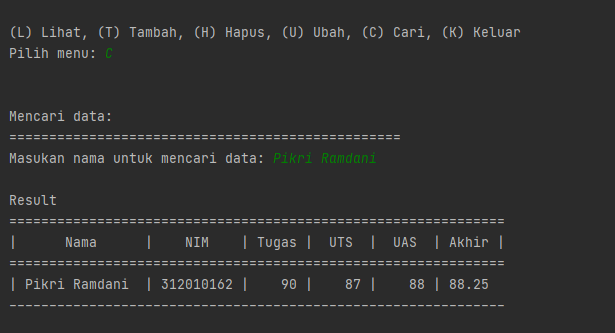 (L) Lihat, (T) Tambah, (H) Hapus, (U) Ubah, (C) Cari, (K) Keluar
Pilih menu: C
Mencari data:
=================================================
Masukan nama untuk mencari data: Pikri Ramdani
Result
==============================================================
|      Nama      |    NIM    | Tugas |  UTS  |  UAS  | Akhir |
==============================================================
| Pikri Ramdani  | 312010162 |    90 |    87 |    88 | 88.25
--------------------------------------------------------------